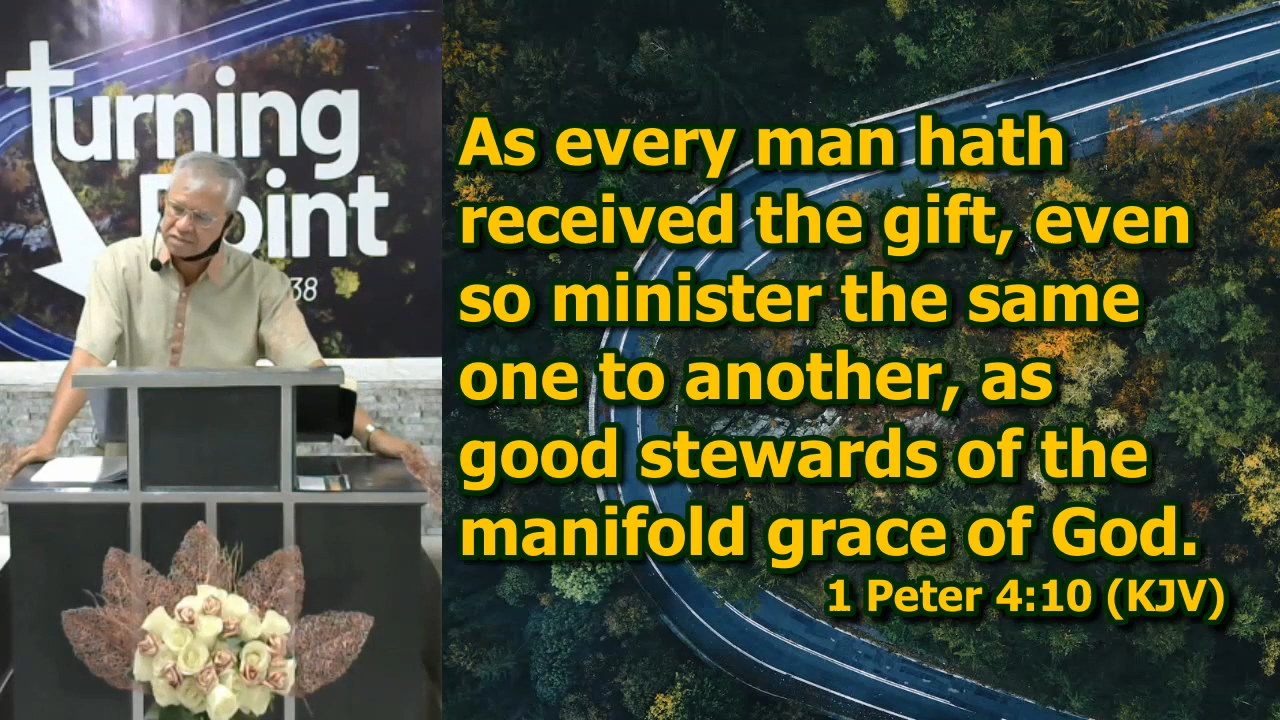 turning
Point
38
As every man hath
received the gift, even
so minister the same
one to another, as
good stewards of the
manifold grace of God.
1 Peter 4:10 (KJV)